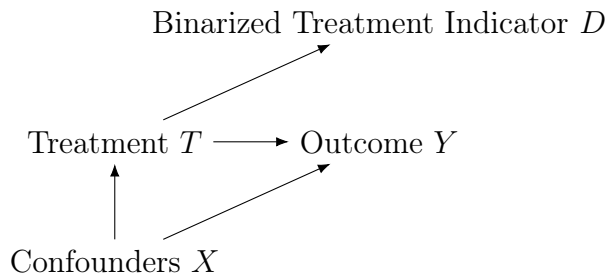 Binarized Treatment Indicator D
Treatment T
Outcome Y
Confounders X